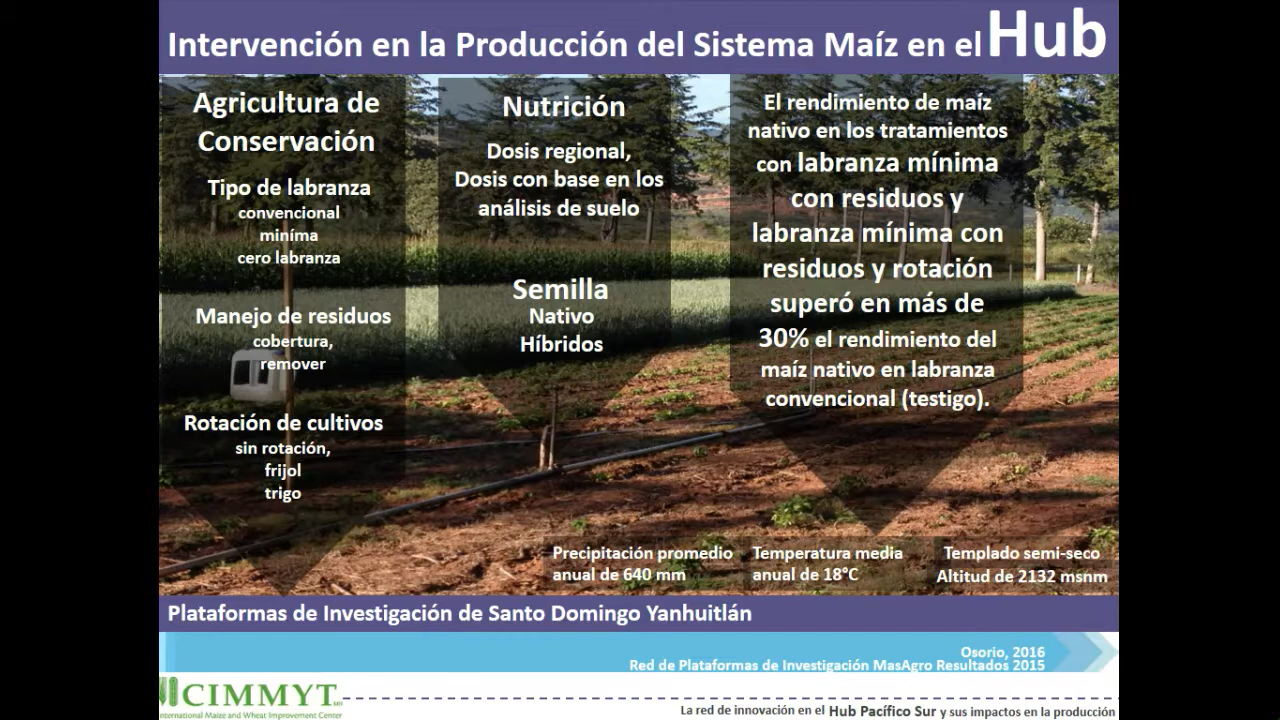 Intervención en la Producción del Sistema Maíz en el Hub
Agricultura de
Conservación
Tipo de labranza
convencional
miníma
cero labranza
Manejo de residuos
cobertura,
remover
Rotación de cultivos
sin rotación,
frijol
trigo
Nutrición
Dosis regional,
Dosis con base en los
análisis de suelo
Semilla
Nativo
Híbridos
El rendimiento de maíz
nativo en los tratamientos
con labranza mínima
con residuos y
labranza mínima con
residuos y rotación
superó en más de
30% el rendimiento del
maíz nativo en labranza
convencional (testigo).
Precipitación promedio
anual de 640 mm
Temperatura media
anual de 18°C
Templado semi-seco
Altitud de 2132 msnm
Plataformas de Investigación de Santo Domingo Yanhuitlán
Osorio, 2016
Red de Plataformas de Investigación MasAgro Resultados 2015
CIMMYT
International Maize and Wheat Improvement Center
La red de innovación en el Hub Pacífico Sur y sus impactos en la producción